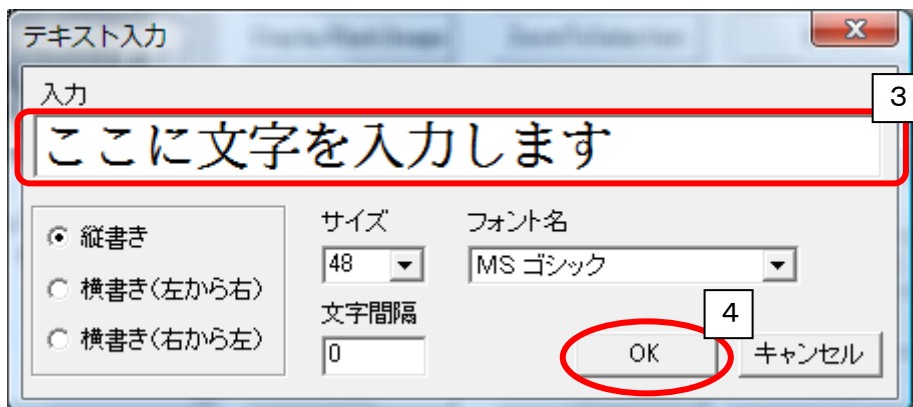 テキスト入力
入力
3
ここに文字を入力します
縦書き
横書き(左から右)
横書き(右から左)
サイズ
48
文字間隔
0
フォント名
MS ゴシック
4
OK
キャンセル